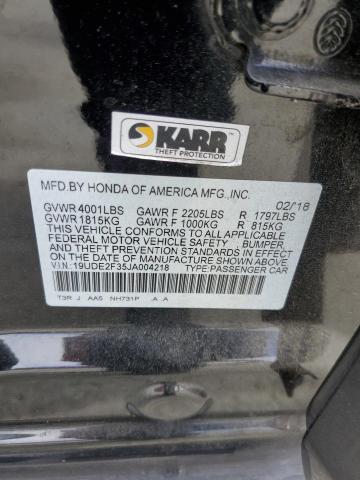 KARR
THEFT PROTECTION
MFD.BY HONDA OF AMERICA MFG.,INC. 02/18
GVWR 4001LBS GAWR F 2205LBS R 1797LBS
GVWR 1815KG GAWR F 1000KG R 815KG
THIS VEHICLE CONFORMS TO ALL APPLICABLE
FEDERAL MOTOR VEHICLE SAFETY, BUMPER,
AND THEFT PREVENTION STANDARDS IN EFFECT
ON THE DATE OF MANUFACTURE SHOWN ABOVE.
VIN: 19UDE2F35JA004218 TYPE:PASSENGER CAR
T3R J AA5 NH731P .A .A